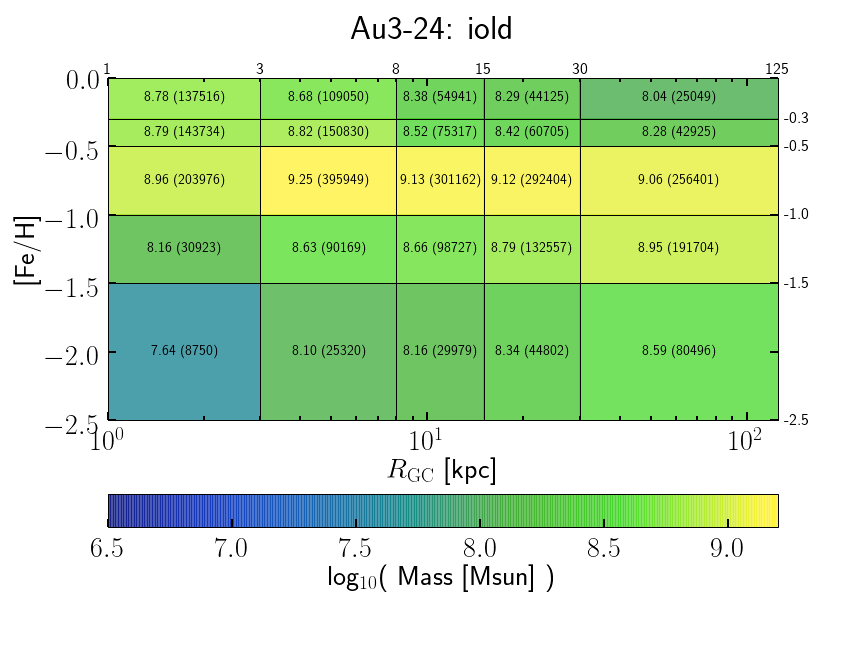 Au3-24: iold
1 3 8 15 30 125
0.0
8.78 (137516) 8.68 (109050) 8.38 (54941) 8.29 (44125) 8.04 (25049)
-0.3
8.79 (143734) 8.82 (150830) 8.52 (75317) 8.42 (60705) 8.28 (42925)
−0.5 -0.5
8.96 (203976) 9.25 (395949) 9.13 (301162) 9.12 (292404) 9.06 (256401)
−1.0 -1.0
[Fe/H]
8.16 (30923) 8.63 (90169) 8.66 (98727) 8.79 (132557) 8.95 (191704)
−1.5 -1.5
7.64 (8750) 8.10 (25320) 8.16 (29979) 8.34 (44802) 8.59 (80496)
−2.0
−2.5 -2.5
10⁰ 10¹ 10²
R_GC [kpc]
6.5 7.0 7.5 8.0 8.5 9.0
log₁₀( Mass [Msun] )